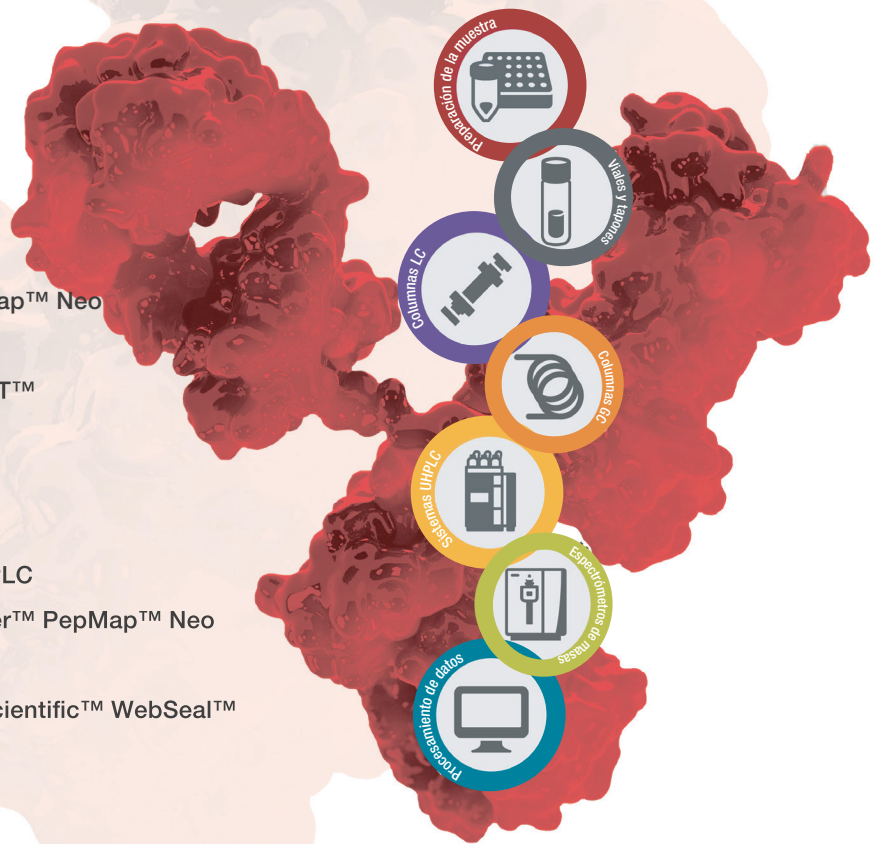 Preparación de la muestra
Viales y tapones
Columnas LC
ap™ Neo
Columnas GC
T™
Sistemas UHPLC
LC
Espectrómetros de masas
er™ PepMap™ Neo
Procesamiento de datos
cientific™ WebSeal™